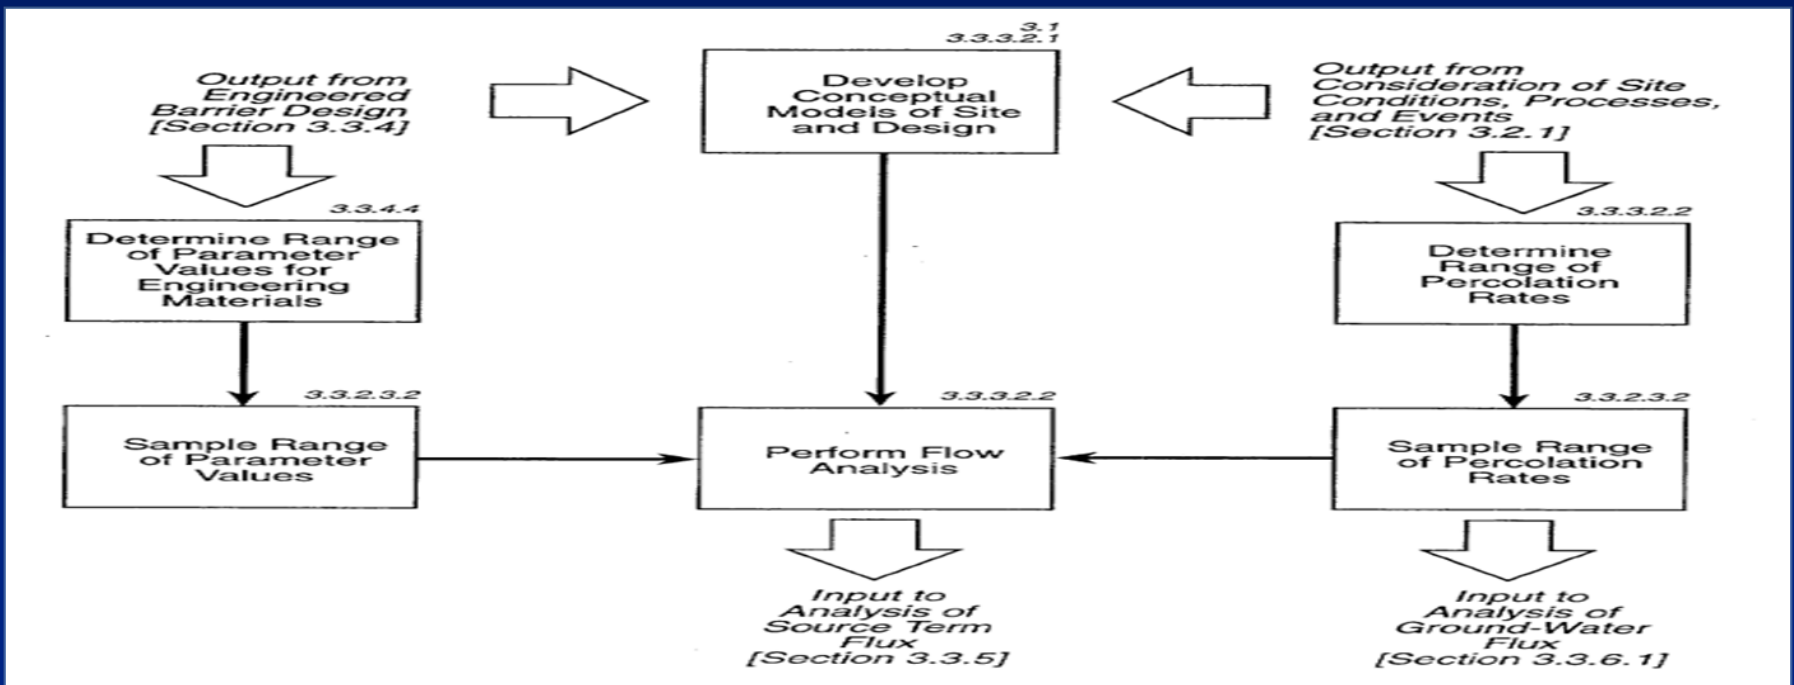 3.1
3.3.3.2.1
Output from
Engineered
Barrier Design
[Section 3.3.4]
Develop
Conceptual
Models of Site
and Design
Output from
Consideration of Site
Conditions, Processes,
and Events
[Section 3.2.1]
3.3.4.4
Determine Range
of Parameter
Values for
Engineering
Materials
3.3.3.2.2
Determine
Range of
Percolation
Rates
3.3.2.3.2
Sample Range
of Parameter
Values
3.3.3.2.2
Perform Flow
Analysis
3.3.2.3.2
Sample Range
of Percolation
Rates
Input to
Analysis of
Source Term
Flux
[Section 3.3.5]
Input to
Analysis of
Ground-Water
Flux
[Section 3.3.6.1]